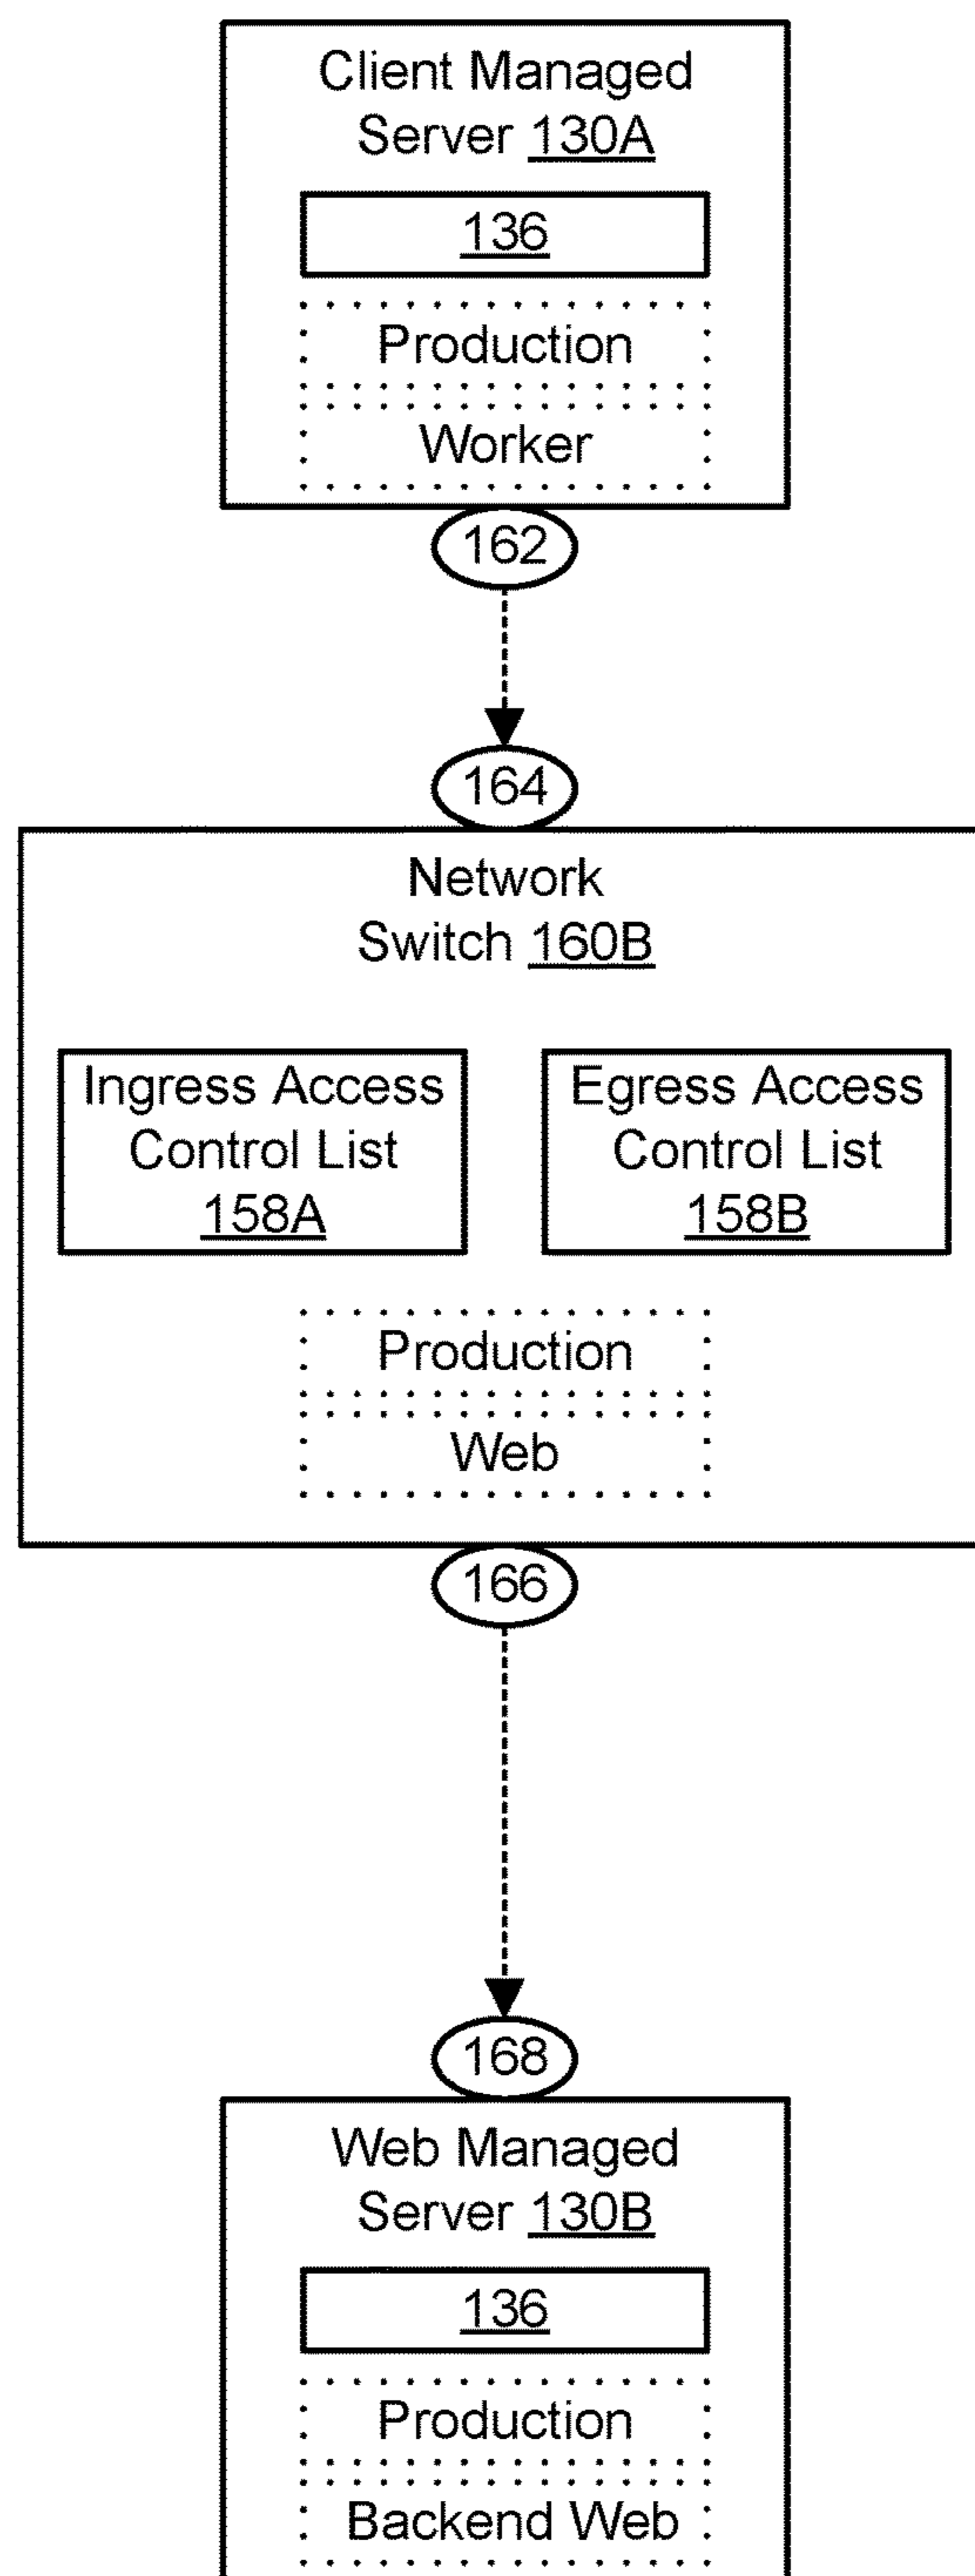 Client Managed
Server 130A
136
Production
Worker
162
164
Network
Switch 160B
Ingress Access
Control List
158A
Egress Access
Control List
158B
Production
Web
166
168
Web Managed
Server 130B
136
Production
Backend Web